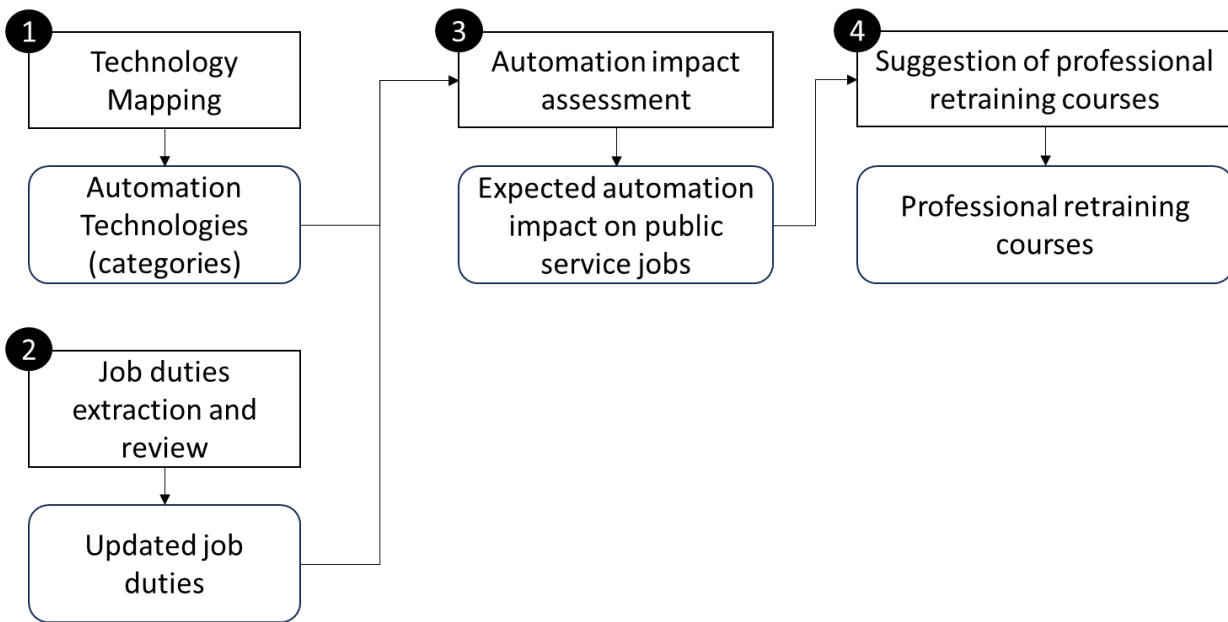 1
Technology
Mapping
Automation
Technologies
(categories)
2
Job duties
extraction and
review
Updated job
duties
3
Automation impact
assessment
Expected automation
impact on public
service jobs
4
Suggestion of professional
retraining courses
Professional retraining
courses